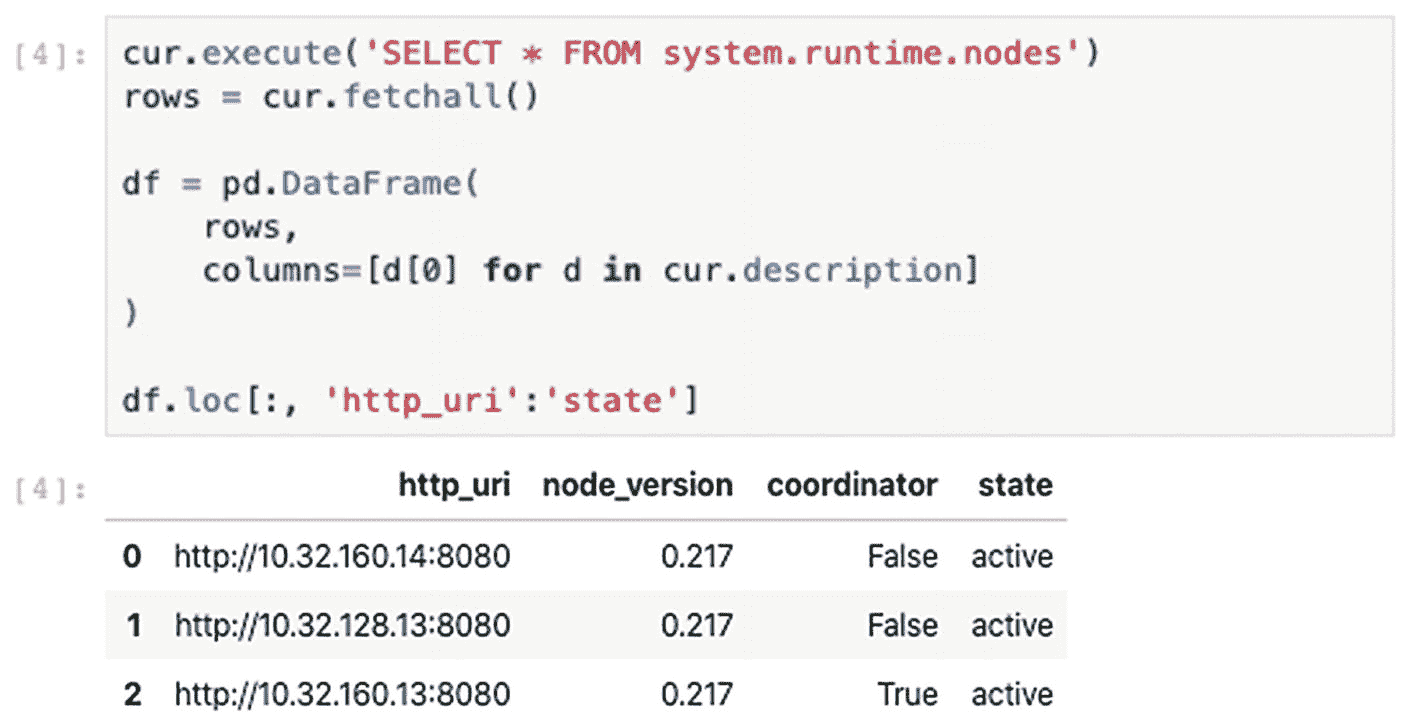 [4]: cur.execute('SELECT * FROM system.runtime.nodes')
rows = cur.fetchall()
df = pd.DataFrame(
    rows,
    columns=[d[0] for d in cur.description]
)
df.loc[:, 'http_uri':'state']
[4]: http_uri node_version coordinator state
0 http://10.32.160.14:8080 0.217 False active
1 http://10.32.128.13:8080 0.217 False active
2 http://10.32.160.13:8080 0.217 True active